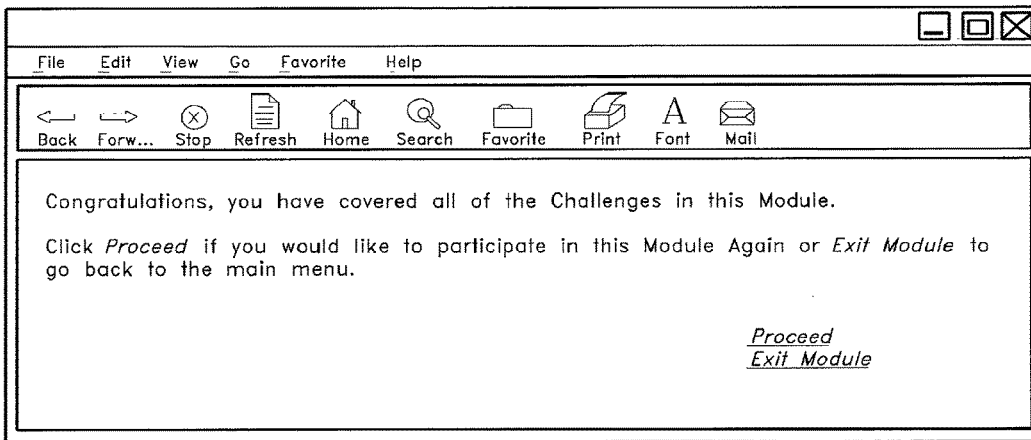 File Edit View Go Favorite Help
Back Forw... Stop Refresh Home Search Favorite Print Font Mail
Congratulations, you have covered all of the Challenges in this Module.
Click Proceed if you would like to participate in this Module Again or Exit Module to
go back to the main menu.
Proceed
Exit Module